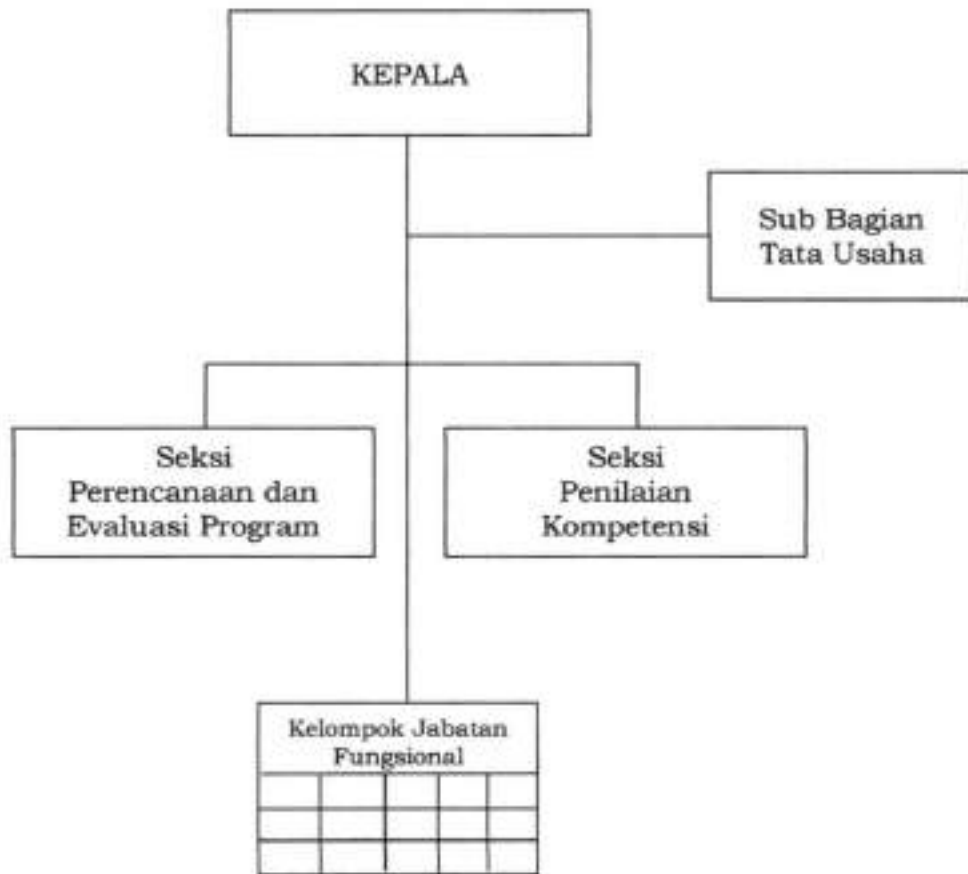 KEPALA
Sub Bagian
Tata Usaha
Seksi
Perencanaan dan
Evaluasi Program
Seksi
Penilaian
Kompetensi
Kelompok Jabatan
Fungsional